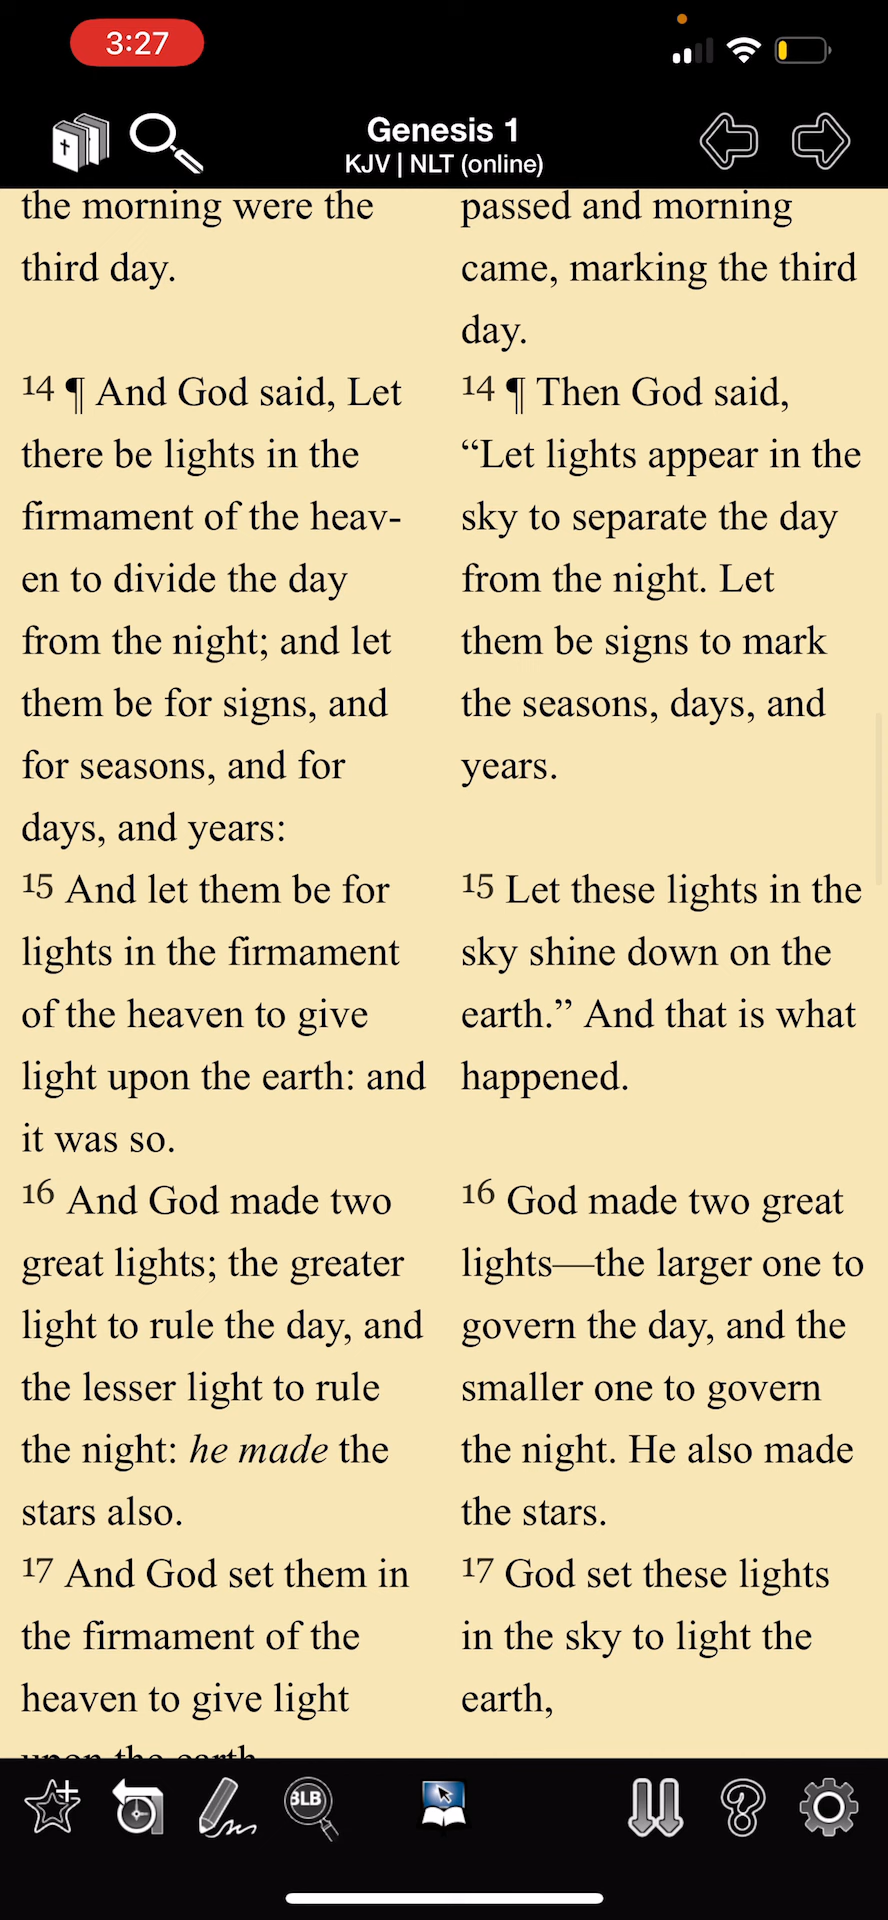 3:27
Genesis 1
KJV | NLT (online)
the morning were the
third day.
14 ¶ And God said, Let
there be lights in the
firmament of the heav-
en to divide the day
from the night; and let
them be for signs, and
for seasons, and for
days, and years:
15 And let them be for
lights in the firmament
of the heaven to give
light upon the earth: and
it was so.
16 And God made two
great lights; the greater
light to rule the day, and
the lesser light to rule
the night: he made the
stars also.
17 And God set them in
the firmament of the
heaven to give light
upon the earth
passed and morning
came, marking the third
day.
14 ¶ Then God said,
“Let lights appear in the
sky to separate the day
from the night. Let
them be signs to mark
the seasons, days, and
years.
15 Let these lights in the
sky shine down on the
earth.” And that is what
happened.
16 God made two great
lights—the larger one to
govern the day, and the
smaller one to govern
the night. He also made
the stars.
17 God set these lights
in the sky to light the
earth,
BLB